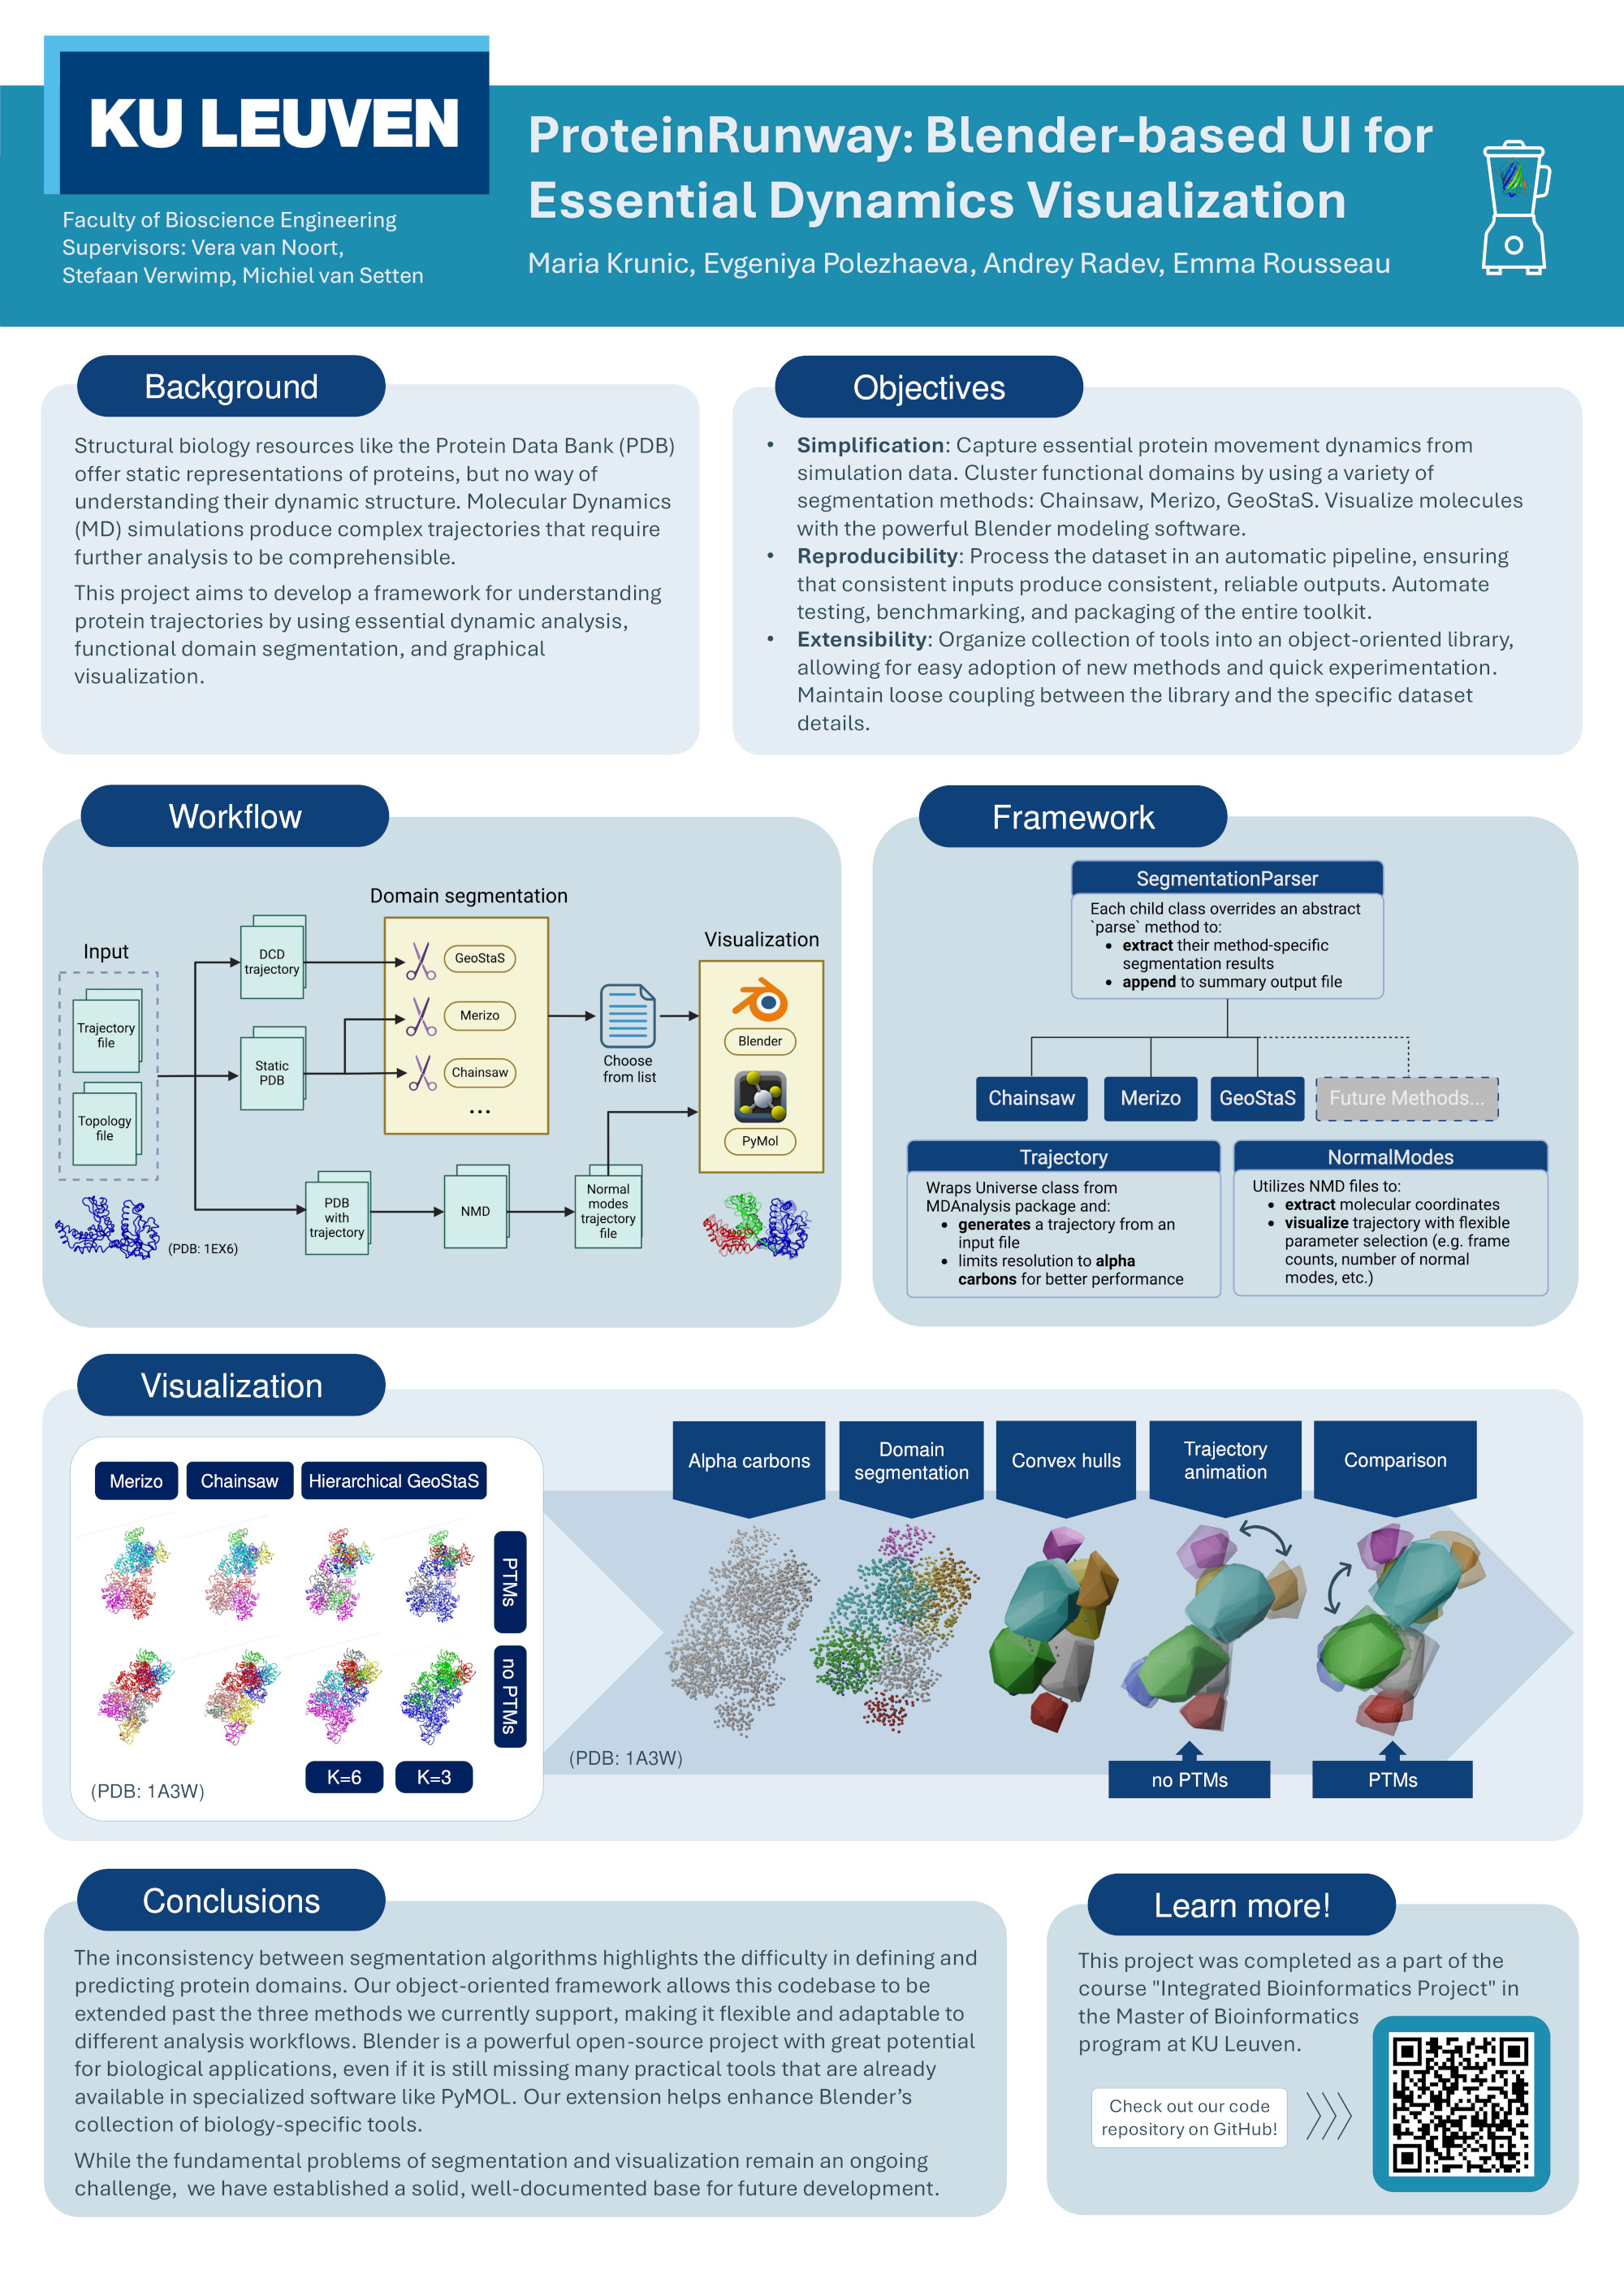 KU LEUVEN
Faculty of Bioscience Engineering
Supervisors: Vera van Noort,
Stefaan Verwimp, Michiel van Setten
ProteinRunway: Blender-based UI for
Essential Dynamics Visualization
Maria Krunic, Evgeniya Polezhaeva, Andrey Radev, Emma Rousseau
Background
Structural biology resources like the Protein Data Bank (PDB)
offer static representations of proteins, but no way of
understanding their dynamic structure. Molecular Dynamics
(MD) simulations produce complex trajectories that require
further analysis to be comprehensible.
This project aims to develop a framework for understanding
protein trajectories by using essential dynamic analysis,
functional domain segmentation, and graphical
visualization.
Objectives
• Simplification: Capture essential protein movement dynamics from
simulation data. Cluster functional domains by using a variety of
segmentation methods: Chainsaw, Merizo, GeoStaS. Visualize molecules
with the powerful Blender modeling software.
• Reproducibility: Process the dataset in an automatic pipeline, ensuring
that consistent inputs produce consistent, reliable outputs. Automate
testing, benchmarking, and packaging of the entire toolkit.
• Extensibility: Organize collection of tools into an object-oriented library,
allowing for easy adoption of new methods and quick experimentation.
Maintain loose coupling between the library and the specific dataset
details.
Workflow
Input
Trajectory
file
Topology
file
(PDB: 1EX6)
DCD
trajectory
Static
PDB
PDB
with
trajectory
NMD
Normal
modes
trajectory
file
Domain segmentation
GeoStaS
Merizo
Chainsaw
...
Choose
from list
Visualization
Blender
PyMol
Framework
SegmentationParser
Each child class overrides an abstract
`parse` method to:
• extract their method-specific
segmentation results
• append to summary output file
Chainsaw
Merizo
GeoStaS
Future Methods...
Trajectory
Wraps Universe class from
MDAnalysis package and:
• generates a trajectory from an
input file
• limits resolution to alpha
carbons for better performance
NormalModes
Utilizes NMD files to:
• extract molecular coordinates
• visualize trajectory with flexible
parameter selection (e.g. frame
counts, number of normal
modes, etc.)
Visualization
Merizo
Chainsaw
Hierarchical GeoStaS
PTMs
no PTMs
K=6
K=3
(PDB: 1A3W)
Alpha carbons
Domain
segmentation
Convex hulls
Trajectory
animation
Comparison
(PDB: 1A3W)
no PTMs
PTMs
Conclusions
The inconsistency between segmentation algorithms highlights the difficulty in defining and
predicting protein domains. Our object-oriented framework allows this codebase to be
extended past the three methods we currently support, making it flexible and adaptable to
different analysis workflows. Blender is a powerful open-source project with great potential
for biological applications, even if it is still missing many practical tools that are already
available in specialized software like PyMOL. Our extension helps enhance Blender’s
collection of biology-specific tools.
While the fundamental problems of segmentation and visualization remain an ongoing
challenge, we have established a solid, well-documented base for future development.
Learn more!
This project was completed as a part of the
course "Integrated Bioinformatics Project" in
the Master of Bioinformatics
program at KU Leuven.
Check out our code
repository on GitHub!